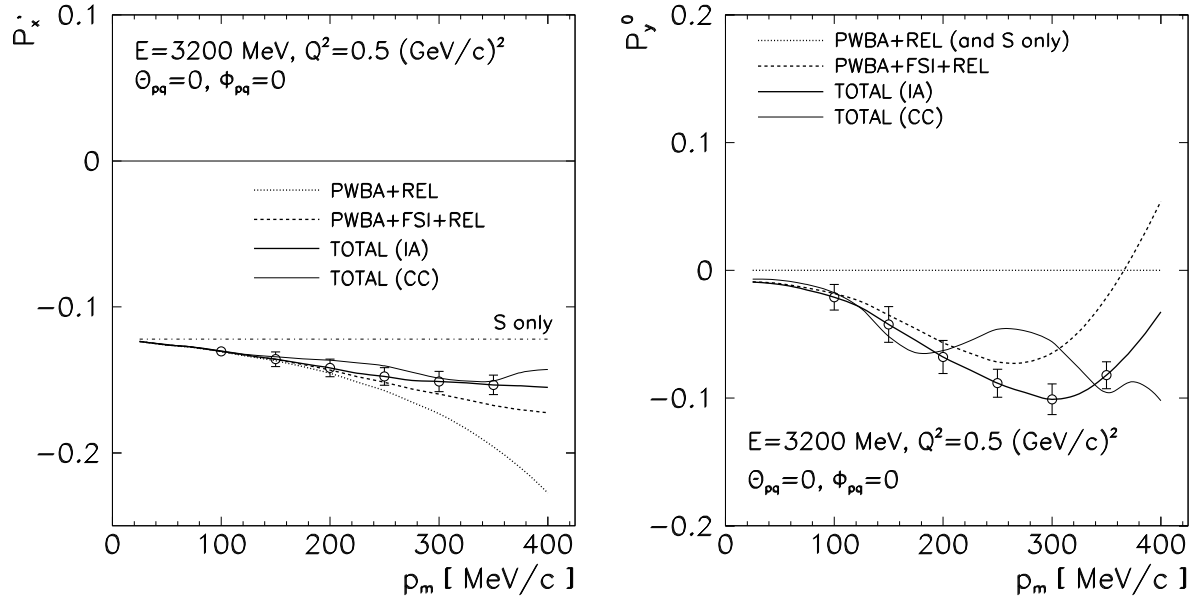 P'x
0.1
0
−0.1
−0.2
E=3200 MeV, Q²=0.5 (GeV/c)²
Θpq=0, Φpq=0
PWBA+REL
PWBA+FSI+REL
TOTAL (IA)
TOTAL (CC)
S only
0 100 200 300 400
pm [ MeV/c ]
Py⁰
0.2
0.1
0
−0.1
−0.2
PWBA+REL (and S only)
PWBA+FSI+REL
TOTAL (IA)
TOTAL (CC)
E=3200 MeV, Q²=0.5 (GeV/c)²
Θpq=0, Φpq=0
0 100 200 300 400
pm [ MeV/c ]